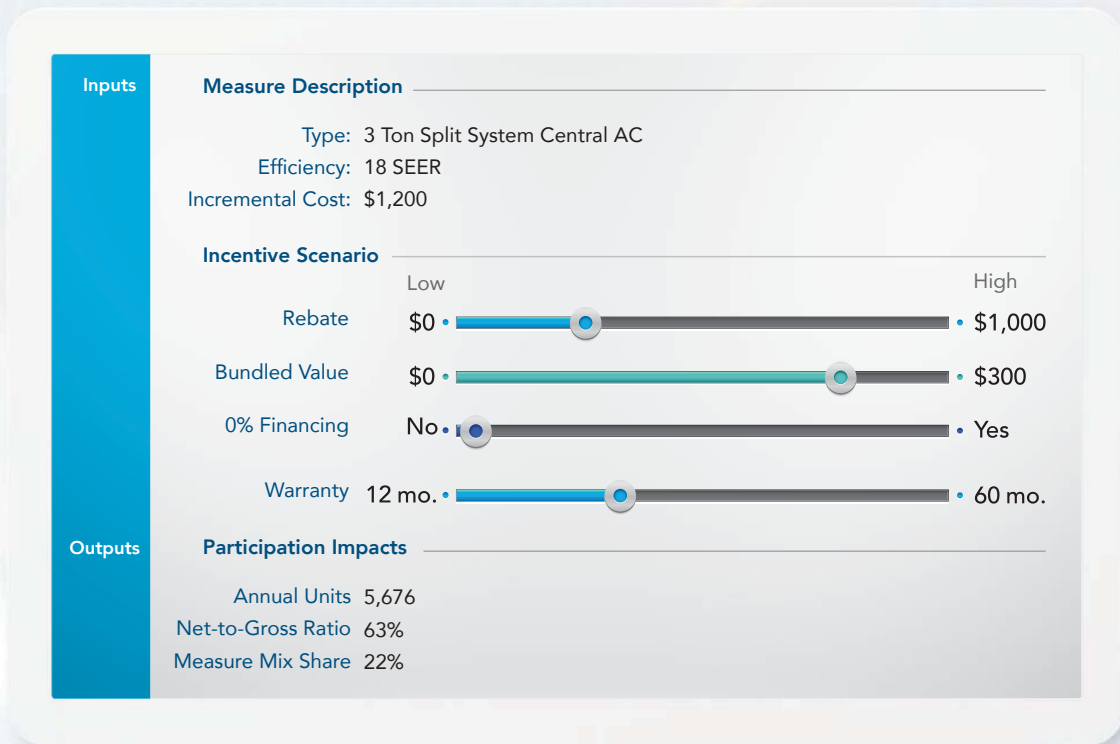 Inputs
Measure Description
Type: 3 Ton Split System Central AC
Efficiency: 18 SEER
Incremental Cost: $1,200
Incentive Scenario
Low High
Rebate $0 $1,000
Bundled Value $0 $300
0% Financing No Yes
Warranty 12 mo. 60 mo.
Outputs
Participation Impacts
Annual Units 5,676
Net-to-Gross Ratio 63%
Measure Mix Share 22%